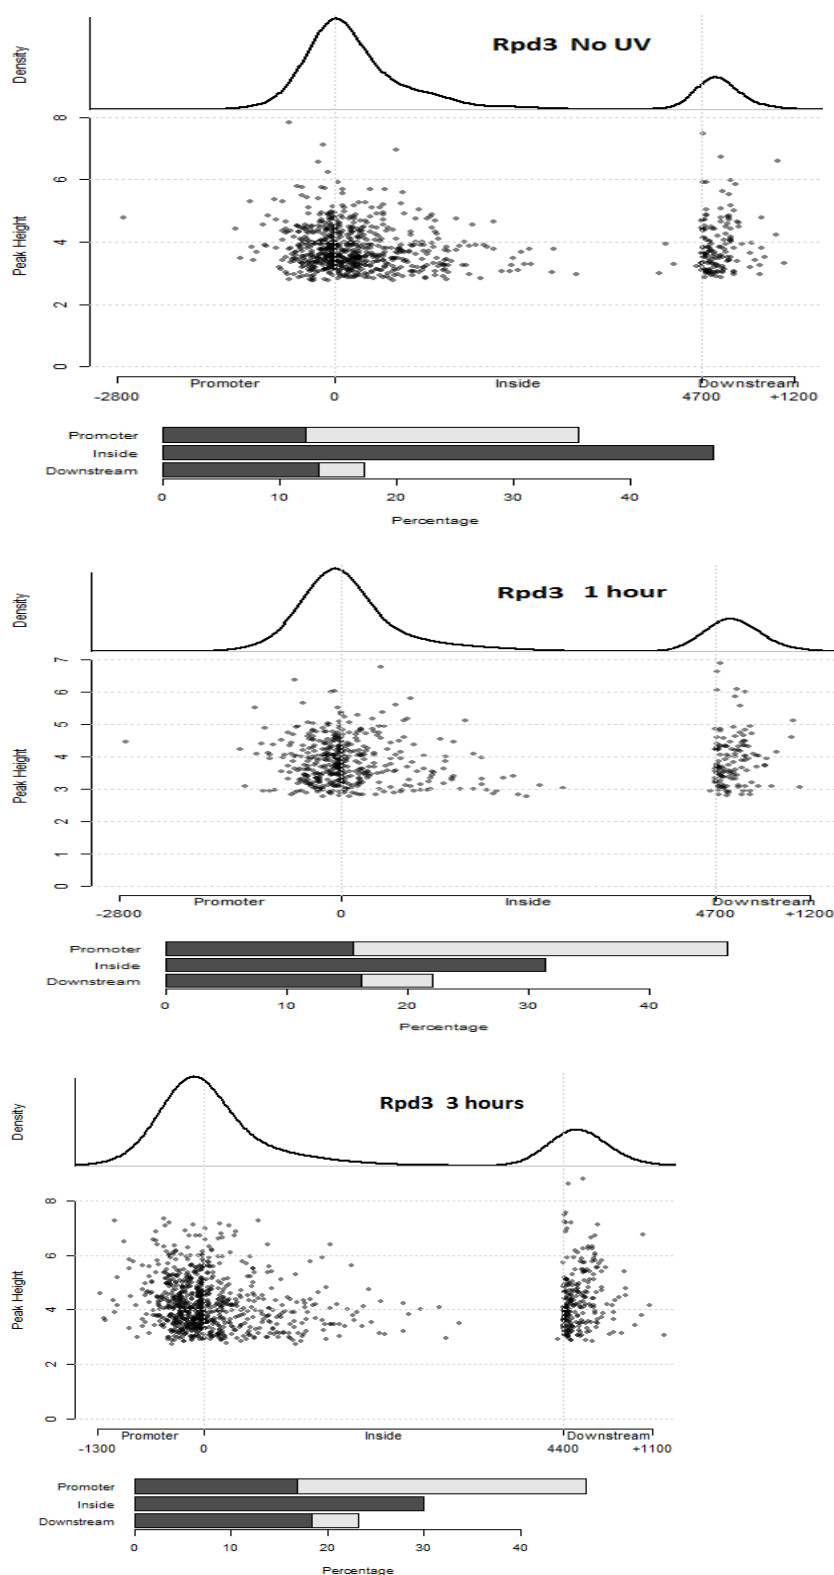 Rpd3 No UV
Density
8
6
4
2
0
Peak Height
Promoter Inside Downstream
-2800 0 4700 +1200
Promoter
Inside
Downstream
0 10 20 30 40
Percentage
Rpd3 1 hour
Density
7
6
5
4
3
2
1
0
Peak Height
Promoter Inside Downstream
-2800 0 4700 +1200
Promoter
Inside
Downstream
0 10 20 30 40
Percentage
Rpd3 3 hours
Density
8
6
4
2
0
Peak Height
Promoter Inside Downstream
-1300 0 4400 +1100
Promoter
Inside
Downstream
0 10 20 30 40
Percentage